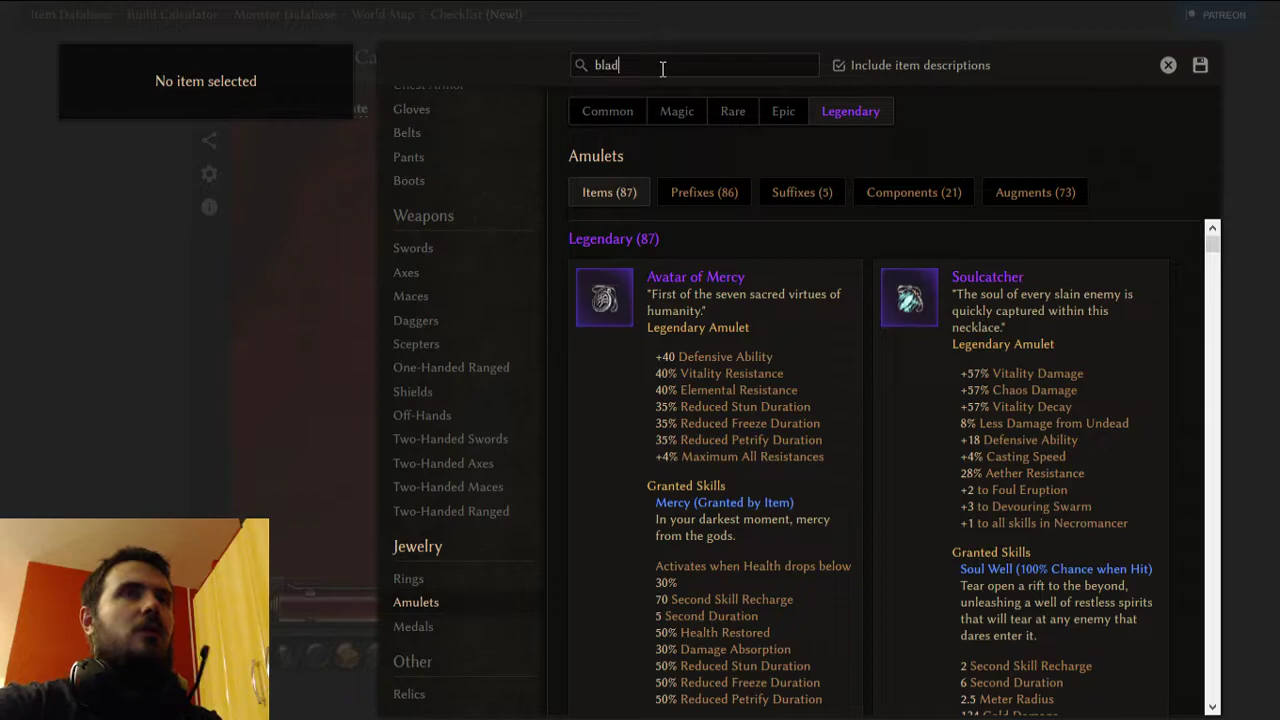 Item Database Build Calculator Monster Database World Map Checklist (New!)
PATREON
No item selected
blad
Include item descriptions
Chest Armor
Gloves
Belts
Pants
Boots
Weapons
Swords
Axes
Maces
Daggers
Scepters
One-Handed Ranged
Shields
Off-Hands
Two-Handed Swords
Two-Handed Axes
Two-Handed Maces
Two-Handed Ranged
Jewelry
Rings
Amulets
Medals
Other
Relics
Common Magic Rare Epic Legendary
Amulets
Items (87) Prefixes (86) Suffixes (5) Components (21) Augments (73)
Legendary (87)
Avatar of Mercy
"First of the seven sacred virtues of
humanity."
Legendary Amulet
+40 Defensive Ability
40% Vitality Resistance
40% Elemental Resistance
35% Reduced Stun Duration
35% Reduced Freeze Duration
35% Reduced Petrify Duration
+4% Maximum All Resistances
Granted Skills
Mercy (Granted by Item)
In your darkest moment, mercy
from the gods.
Activates when Health drops below
30%
70 Second Skill Recharge
5 Second Duration
50% Health Restored
30% Damage Absorption
50% Reduced Stun Duration
50% Reduced Freeze Duration
50% Reduced Petrify Duration
Soulcatcher
"The soul of every slain enemy is
quickly captured within this
necklace."
Legendary Amulet
+57% Vitality Damage
+57% Chaos Damage
+57% Vitality Decay
8% Less Damage from Undead
+18 Defensive Ability
+4% Casting Speed
28% Aether Resistance
+2 to Foul Eruption
+3 to Devouring Swarm
+1 to all skills in Necromancer
Granted Skills
Soul Well (100% Chance when Hit)
Tear open a rift to the beyond,
unleashing a well of restless spirits
that will tear at any enemy that
dares enter it.
2 Second Skill Recharge
6 Second Duration
2.5 Meter Radius